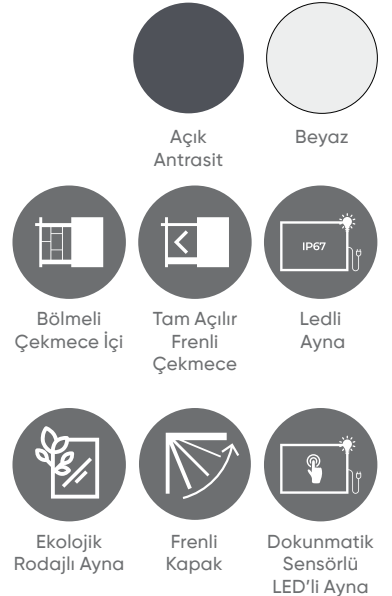 Açık
Antrasit
Beyaz
IP67
Bölmeli
Çekmece İçi
Tam Açılır
Frenli
Çekmece
Ledli
Ayna
Ekolojik
Rodajlı Ayna
Frenli
Kapak
Dokunmatik
Sensörlü
LED'li Ayna